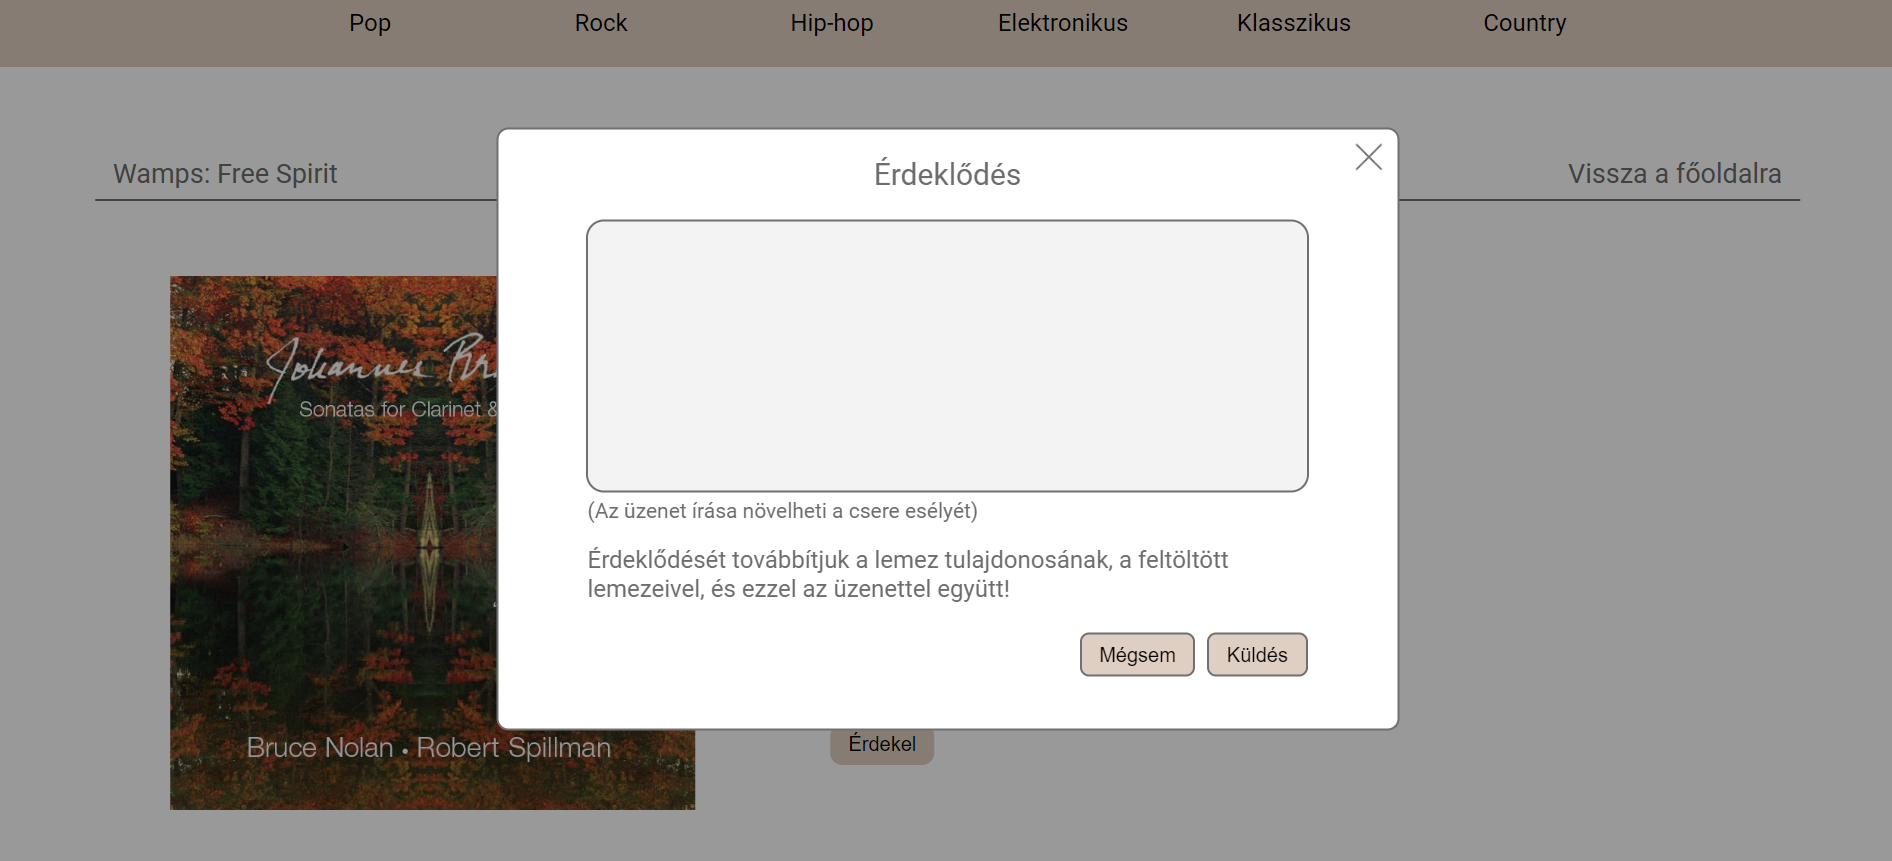 Pop Rock Hip-hop Elektronikus Klasszikus Country
Wamps: Free Spirit
Vissza a főoldalra
Érdeklődés
(Az üzenet írása növelheti a csere esélyét)
Érdeklődését továbbítjuk a lemez tulajdonosának, a feltöltött
lemezeivel, és ezzel az üzenettel együtt!
Mégsem Küldés
Johannes Br
Sonatas for Clarinet &
Bruce Nolan • Robert Spillman
Érdekel